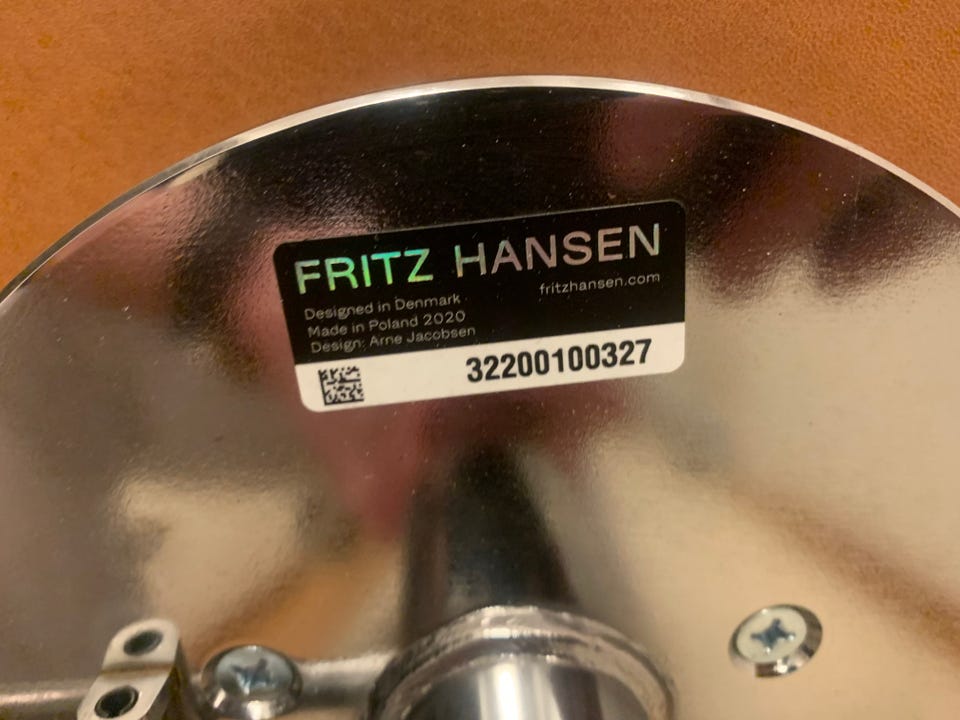 FRITZ HANSEN
fritzhansen.com
Designed in Denmark
Made in Poland 2020
Design: Arne Jacobsen
32200100327